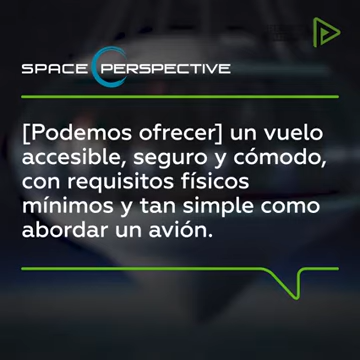 SPACE PERSPECTIVE
[Podemos ofrecer] un vuelo
accesible, seguro y cómodo,
con requisitos físicos
mínimos y tan simple como
abordar un avión.